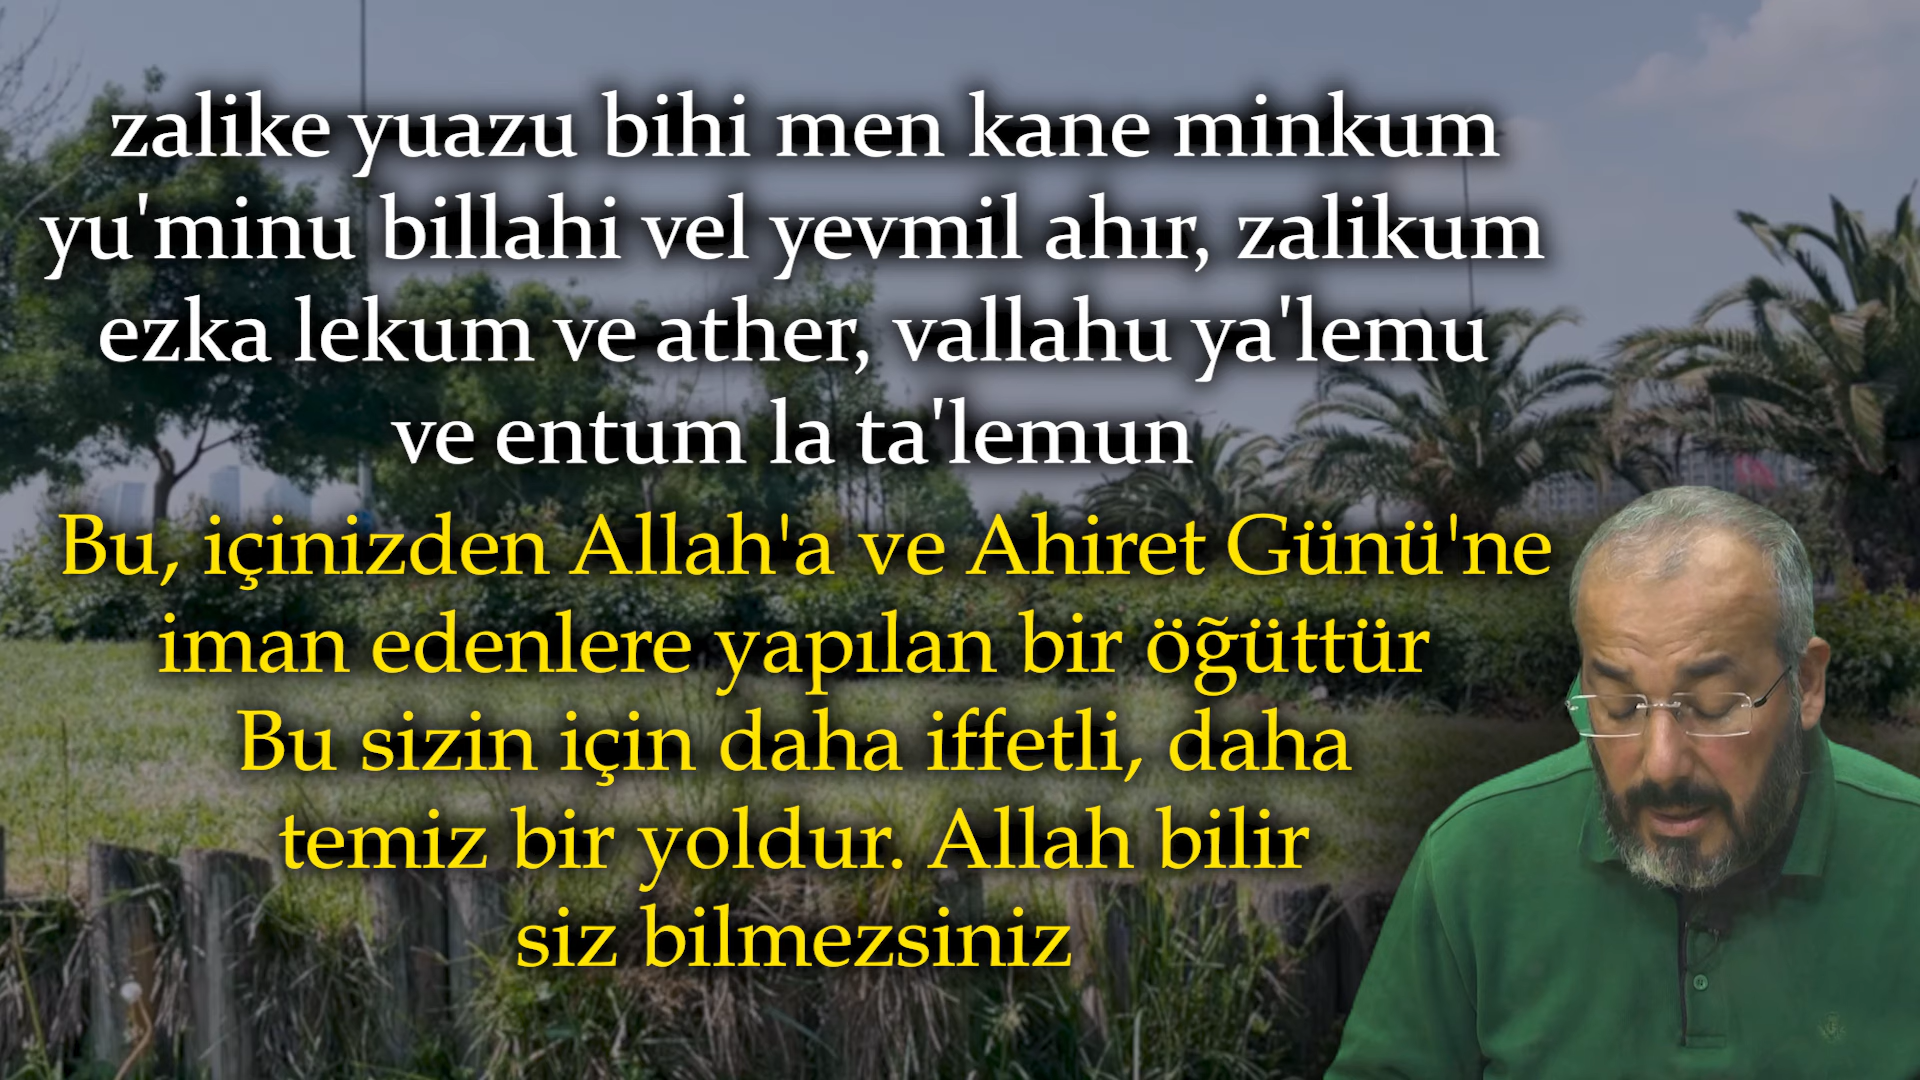 zalike yuazu bihi men kane minkum
yu'minu billahi vel yevmil ahır, zalikum
ezka lekum ve ather, vallahu ya'lemu
ve entum la ta'lemun
Bu, içinizden Allah'a ve Ahiret Günü'ne
iman edenlere yapılan bir öğüttür
Bu sizin için daha iffetli, daha
temiz bir yoldur. Allah bilir
siz bilmezsiniz